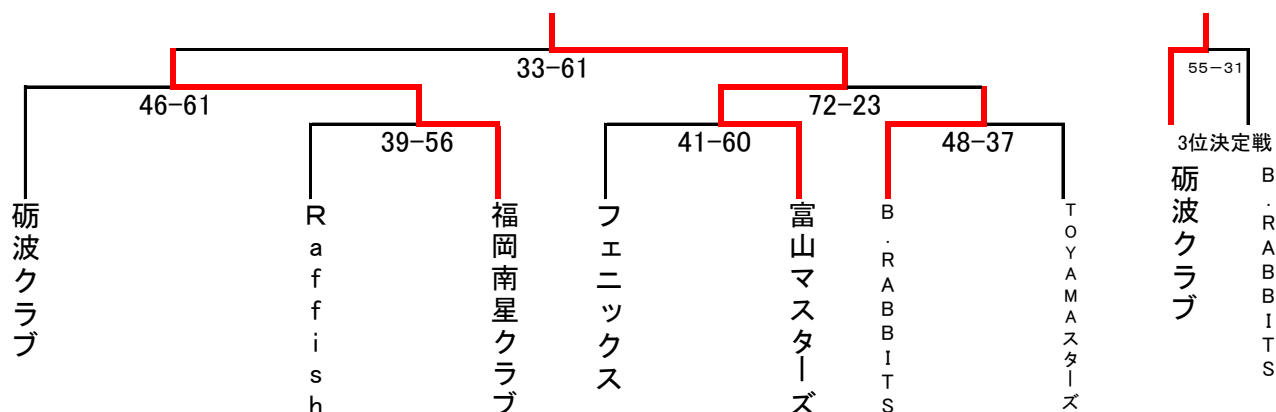 33-61
55-31
46-61
72-23
39-56
41-60
48-37
3位決定戦
砺波クラブ
Raffish
福岡南星クラブ
フェニックス
富山マスターズ
B.RABBITS
TOYAMAスターズ
砺波クラブ
B.RABBITS